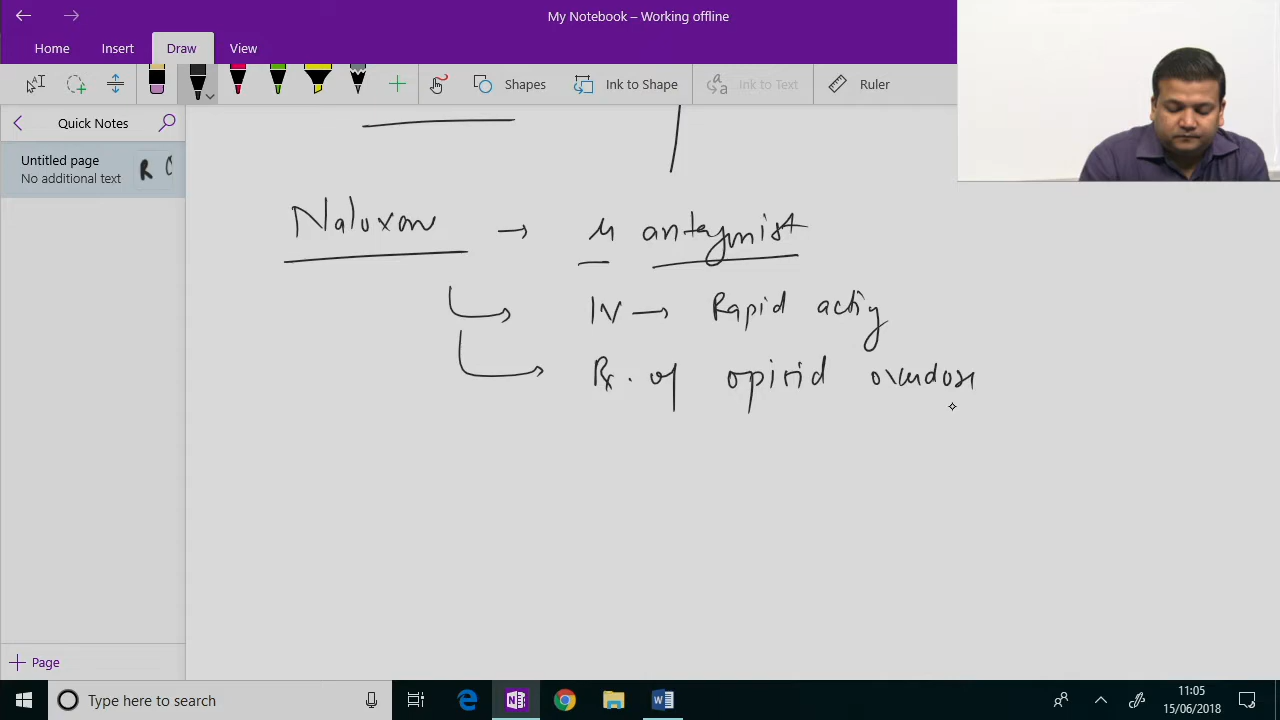 My Notebook – Working offline
Home Insert Draw View
Shapes Ink to Shape Ink to Text Ruler
Quick Notes
Untitled page
No additional text R
Naloxone → μ antagonist
IV → Rapid acting
Rx. of opioid overdose
+ Page
Type here to search
11:05
15/06/2018